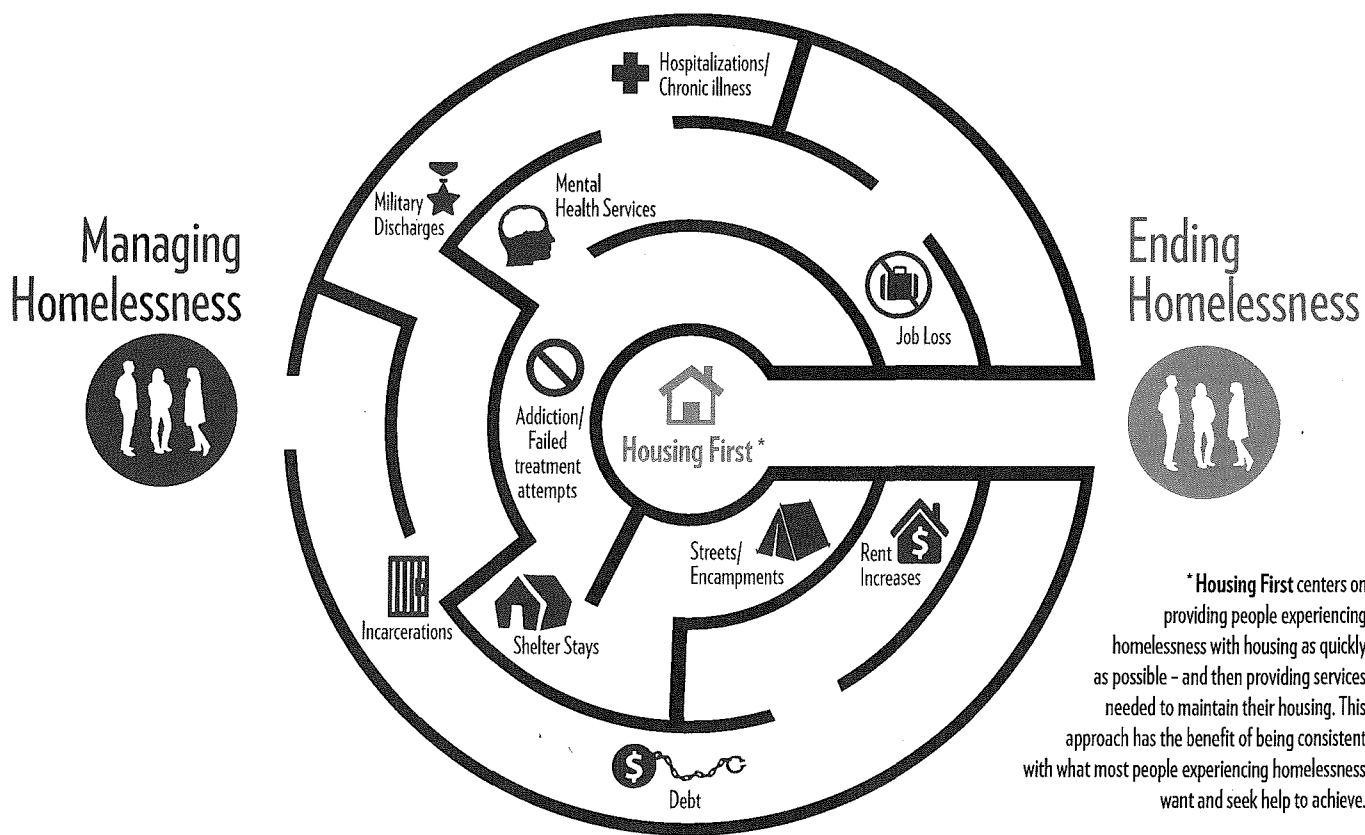 Managing
Homelessness
Hospitalizations/
Chronic illness
Military
Discharges
Mental
Health Services
Job Loss
Addiction/
Failed
treatment
attempts
Housing First *
Streets/
Encampments
$
Rent
Increases
Incarcerations
Shelter Stays
$
Debt
Ending
Homelessness
* Housing First centers on
providing people experiencing
homelessness with housing as quickly
as possible – and then providing services
needed to maintain their housing. This
approach has the benefit of being consistent
with what most people experiencing homelessness
want and seek help to achieve.